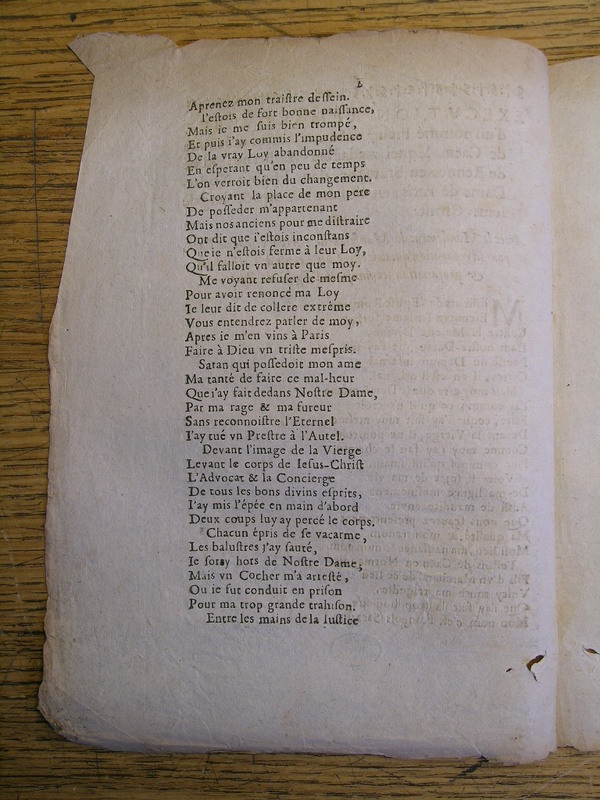 2
Aprenez mon traiſtre deſſein.
I'eſtois de fort bonne naiſſance,
Mais ie me ſuis bien trompé,
Et puis i'ay commis l'impudence
De la vray Loy abandonné
En eſperant qu'en peu de temps
L'on verroit bien du changement.
Croyant la place de mon pere
De poſſeder m'appartenant
Mais nos anciens pour me diſtraire
Ont dit que i'eſtois inconſtans
Que ie n'eſtois ferme à leur Loy,
Qu'il falloit vn autre que moy.
Me voyant refuſer de meſme
Pour avoir renoncé ma Loy
Ie leur dit de collere extrême
Vous entendrez parler de moy,
Apres ie m'en vins à Paris
Faire à Dieu vn triſte meſpris.
Satan qui poſſedoit mon ame
Ma tanté de faire ce mal-heur
Que i'ay fait dedans Noſtre Dame,
Par ma rage & ma fureur
Sans reconnoiſtre l'Eternel
I'ay tué vn Preſtre à l'Autel.
Devant l'image de la Vierge
Levant le corps de Ieſus-Chriſt
L'Advocat & la Concierge
De tous les bons divins eſprits,
I'ay mis l'épée en main d'abord
Deux coups luy ay percé le corps.
Chacun épris de ſe vacarme,
Les baluſtres j'ay ſauté,
Ie ſorty hors de Noſtre Dame,
Mais vn Cocher m'a arreſté,
Ou ie fut conduit en priſon
Pour ma trop grande trahiſon.
Entre les mains de la Iuſtice